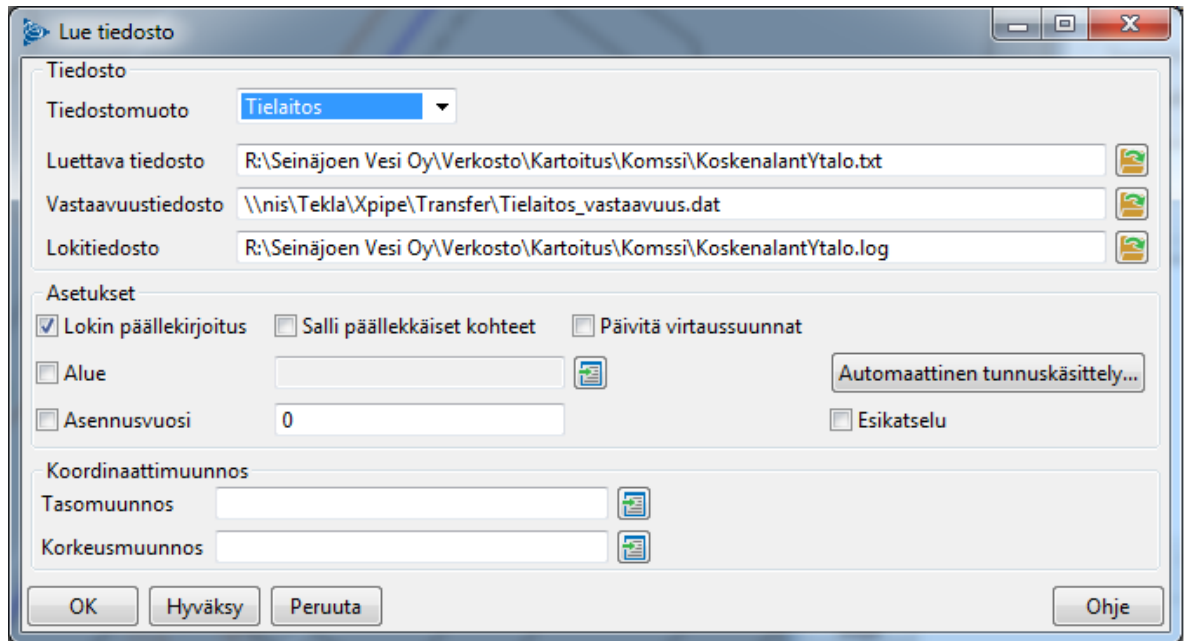 Lue tiedosto
Tiedosto
Tiedostomuoto Tielaitos
Luettava tiedosto R:\Seinäjoen Vesi Oy\Verkosto\Kartoitus\Komssi\KoskenalantYtalo.txt
Vastaavuustiedosto \\nis\Tekla\Xpipe\Transfer\Tielaitos_vastaavuus.dat
Lokitiedosto R:\Seinäjoen Vesi Oy\Verkosto\Kartoitus\Komssi\KoskenalantYtalo.log
Asetukset
Lokin päällekirjoitus Salli päällekkäiset kohteet Päivitä virtaussuunnat
Alue Automaattinen tunnuskäsittely...
Asennusvuosi 0 Esikatselu
Koordinaattimuunnos
Tasomuunnos
Korkeusmuunnos
OK Hyväksy Peruuta Ohje